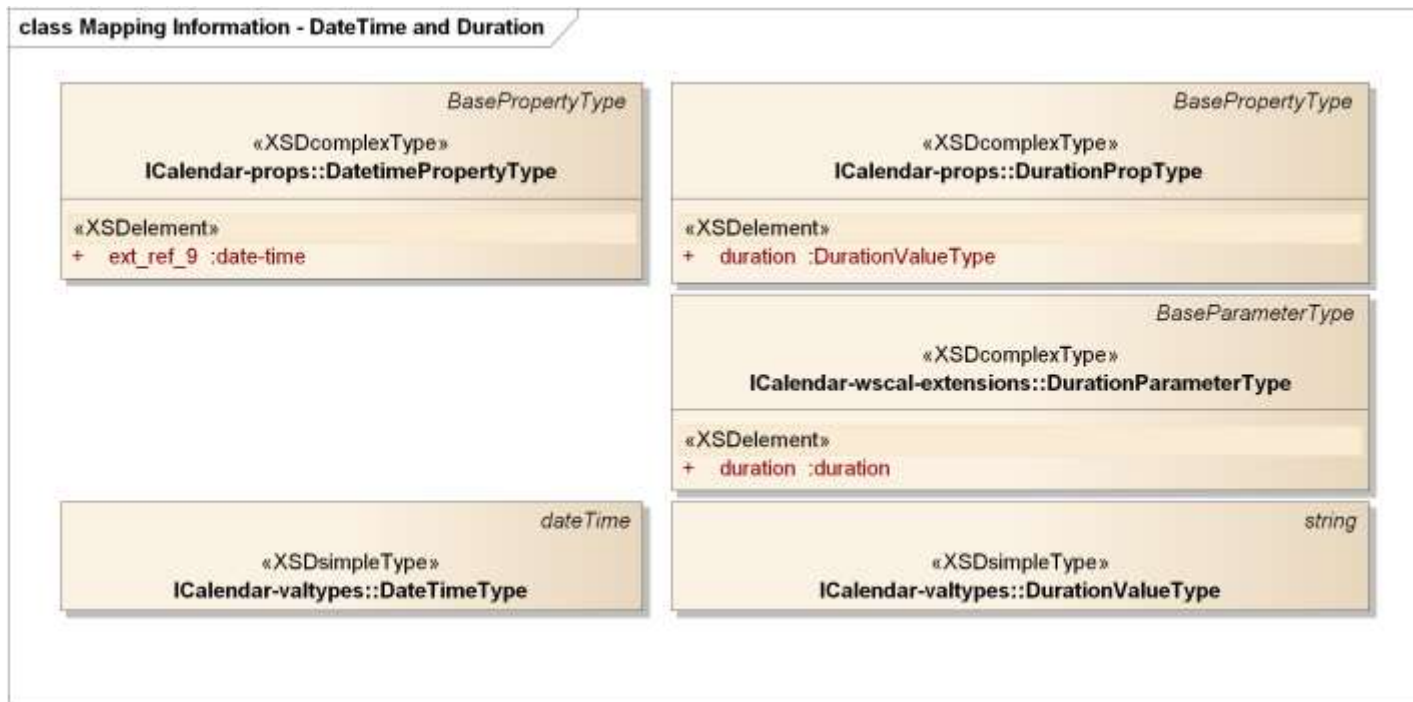 class Mapping Information - DateTime and Duration
BasePropertyType
«XSDcomplexType»
ICalendar-props::DatetimePropertyType
«XSDelement»
+ ext_ref_9 :date-time
BasePropertyType
«XSDcomplexType»
ICalendar-props::DurationPropType
«XSDelement»
+ duration :DurationValueType
BaseParameterType
«XSDcomplexType»
ICalendar-wscal-extensions::DurationParameterType
«XSDelement»
+ duration :duration
dateTime
«XSDsimpleType»
ICalendar-valtypes::DateTimeType
string
«XSDsimpleType»
ICalendar-valtypes::DurationValueType